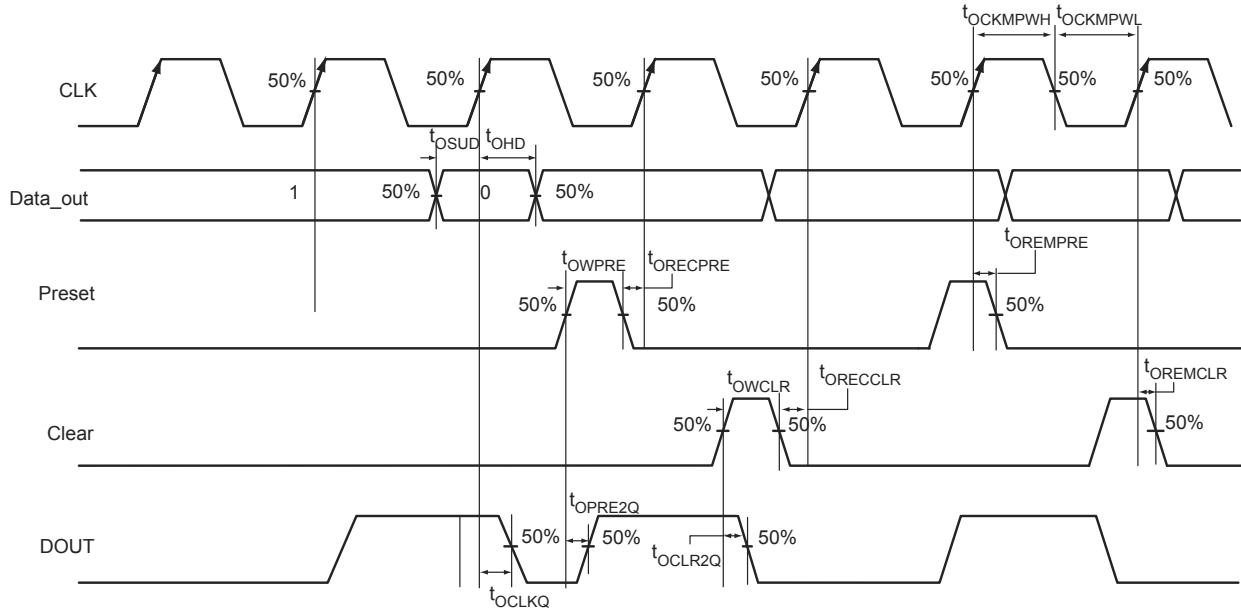 tOCKMPWH tOCKMPWL
CLK
50% 50% 50% 50% 50% 50% 50%
tOSUD tOHD
Data_out
1 50% 0 50%
tOREMPRE
tOWPRE tORECPRE
Preset
50% 50% 50%
tOWCLR tORECCLR tOREMCLR
Clear
50% 50% 50%
tOPRE2Q
DOUT
50% 50% 50%
tOCLR2Q
tOCLKQ